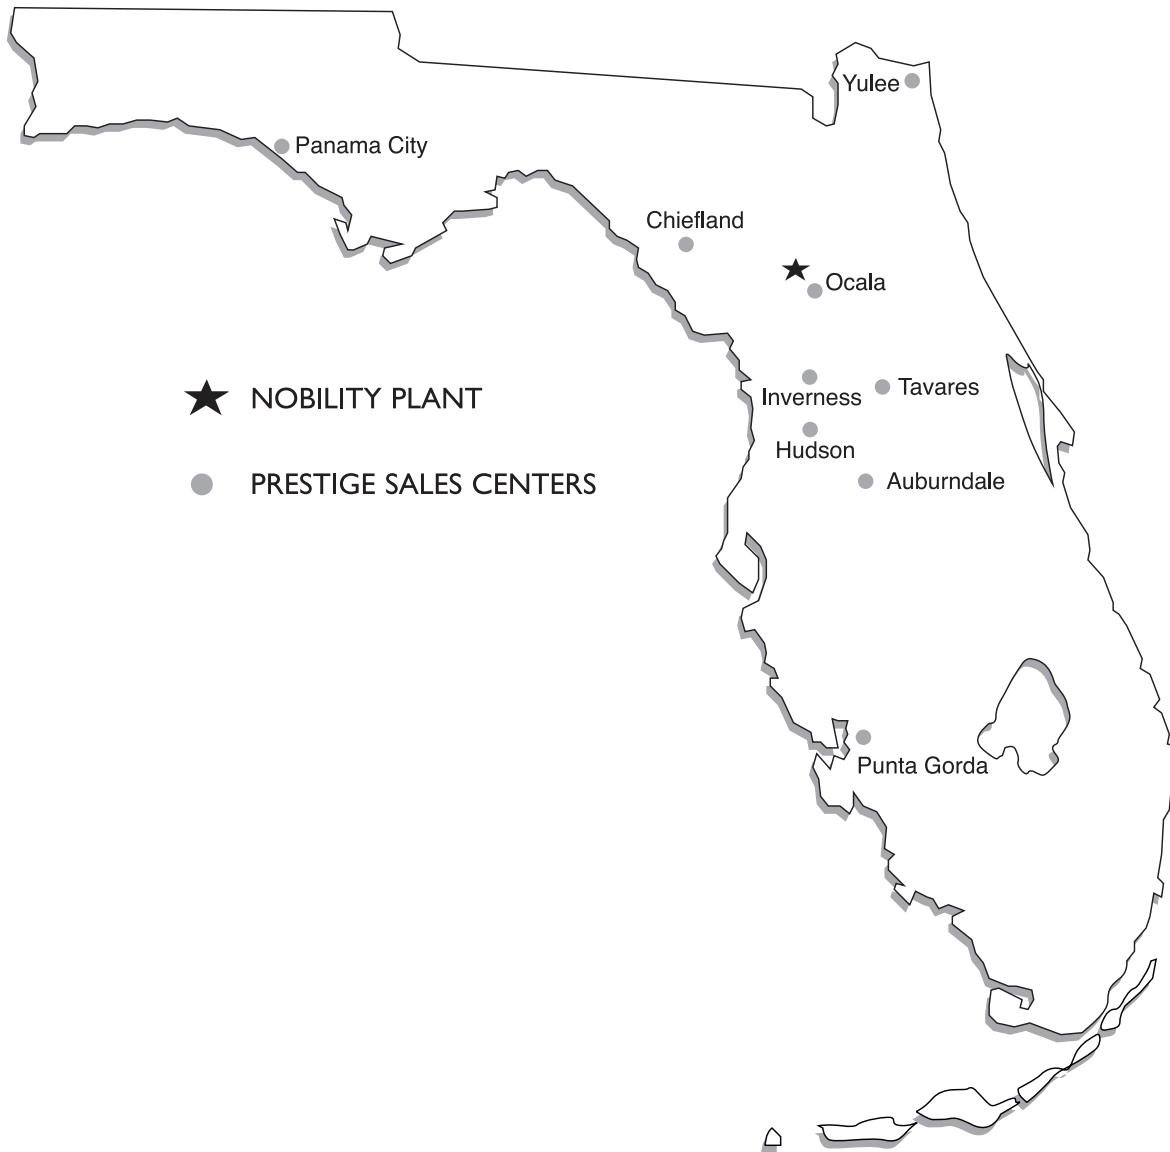 Yulee
Panama City
Chiefland
Ocala
NOBILITY PLANT
Inverness
Tavares
Hudson
PRESTIGE SALES CENTERS
Auburndale
Punta Gorda